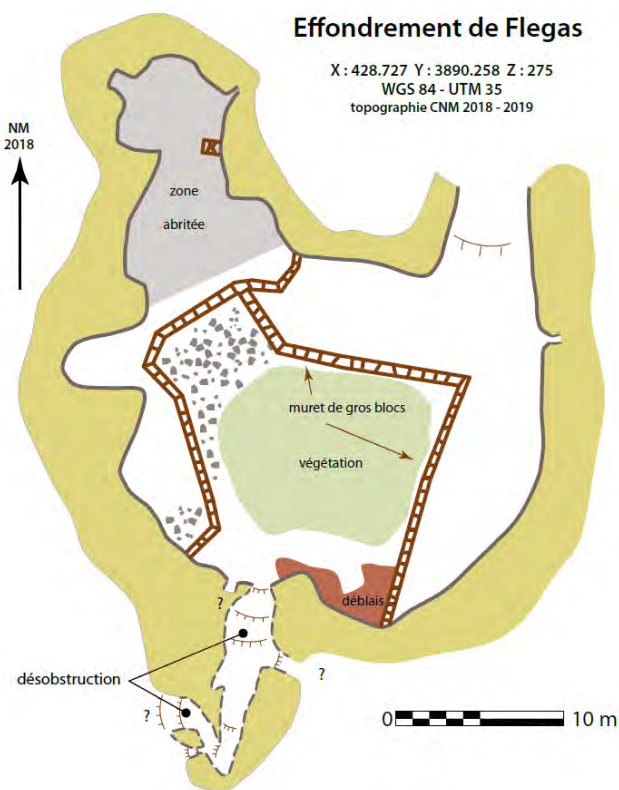 Effondrement de Flegas
X : 428.727 Y : 3890.258 Z : 275
WGS 84 - UTM 35
topographie CNM 2018 - 2019
NM
2018
zone
abritée
muret de gros blocs
végétation
déblais
?
?
désobstruction
?
0
10 m